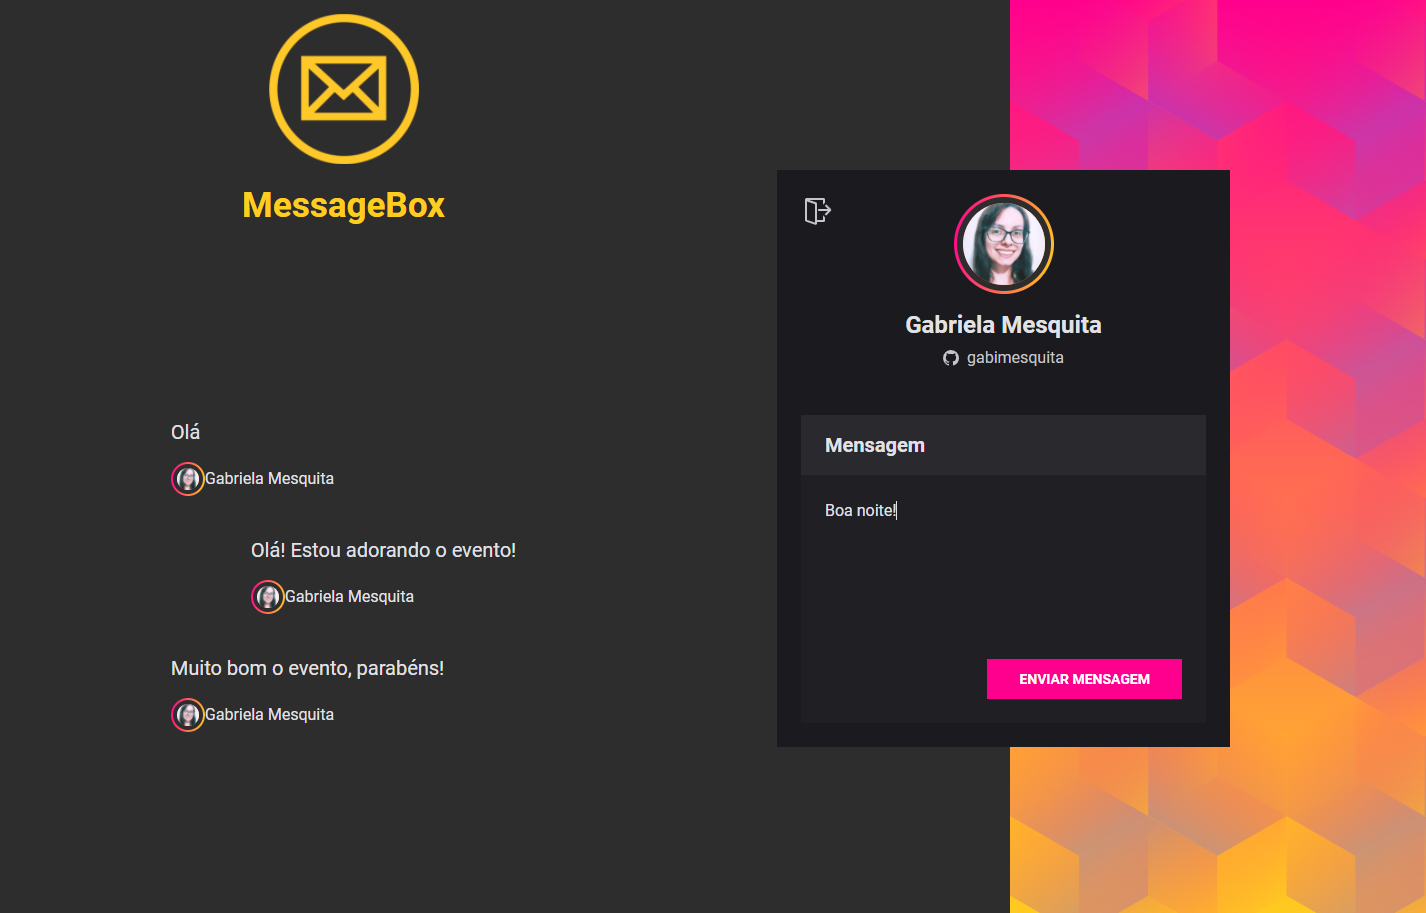 MessageBox
Olá
Gabriela Mesquita
Olá! Estou adorando o evento!
Gabriela Mesquita
Muito bom o evento, parabéns!
Gabriela Mesquita
Gabriela Mesquita
gabimesquita
Mensagem
Boa noite!
ENVIAR MENSAGEM